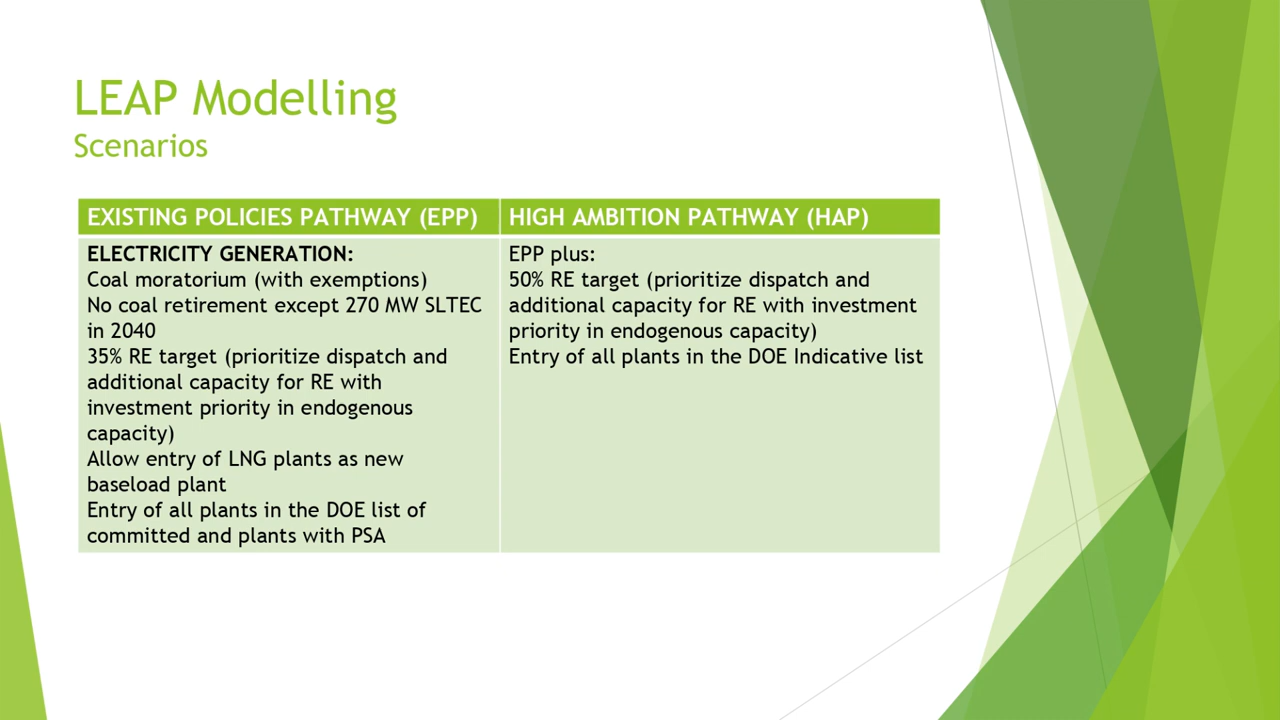 LEAP Modelling
Scenarios
EXISTING POLICIES PATHWAY (EPP)
ELECTRICITY GENERATION:
Coal moratorium (with exemptions)
No coal retirement except 270 MW SLTEC
in 2040
35% RE target (prioritize dispatch and
additional capacity for RE with
investment priority in endogenous
capacity)
Allow entry of LNG plants as new
baseload plant
Entry of all plants in the DOE list of
committed and plants with PSA
HIGH AMBITION PATHWAY (HAP)
EPP plus:
50% RE target (prioritize dispatch and
additional capacity for RE with investment
priority in endogenous capacity)
Entry of all plants in the DOE Indicative list